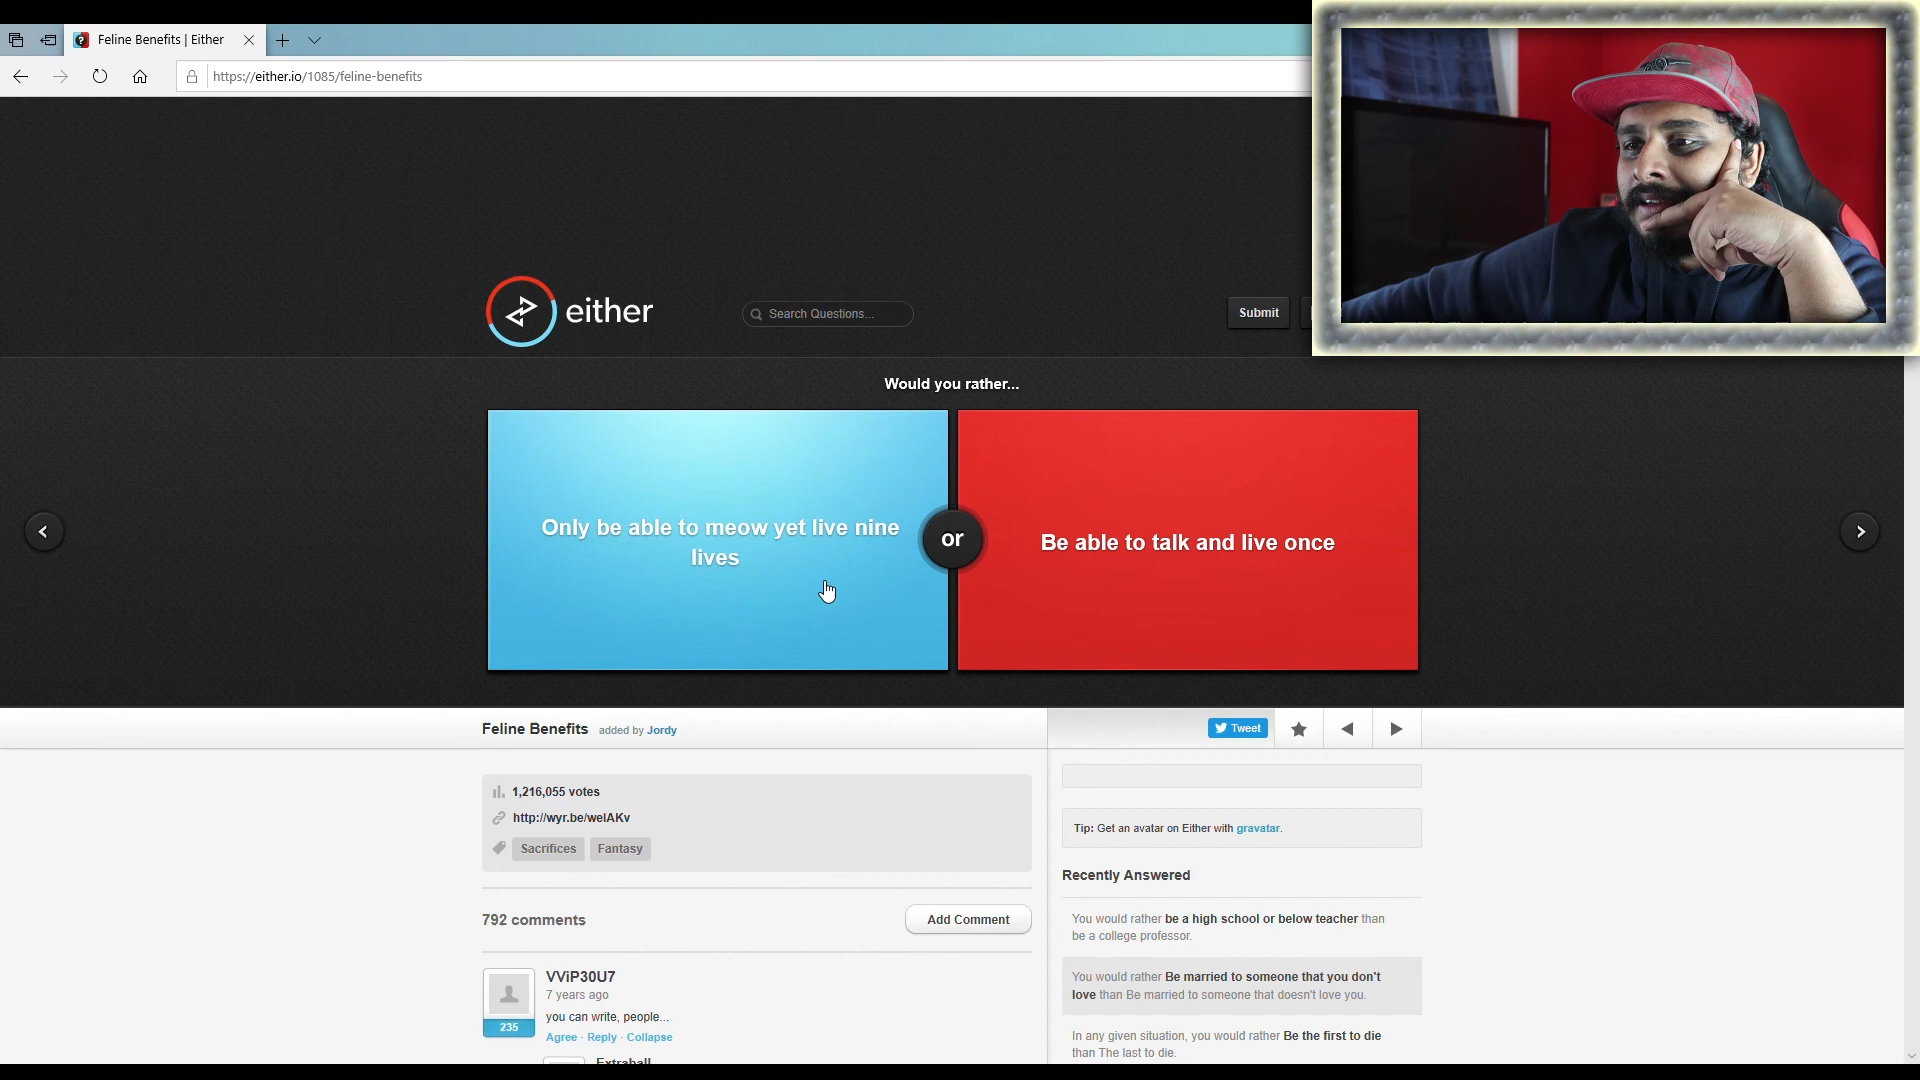 Feline Benefits | Either
https://either.io/1085/feline-benefits
either
Search Questions...
Submit
Would you rather...
Only be able to meow yet live nine
lives
or
Be able to talk and live once
Feline Benefits added by Jordy
Tweet
1,216,055 votes
http://wyr.be/welAKv
Sacrifices Fantasy
792 comments
Add Comment
VViP30U7
7 years ago
you can write, people...
235
Agree · Reply · Collapse
Extraball
Tip: Get an avatar on Either with gravatar.
Recently Answered
You would rather be a high school or below teacher than
be a college professor.
You would rather Be married to someone that you don't
love than Be married to someone that doesn't love you.
In any given situation, you would rather Be the first to die
than The last to die.